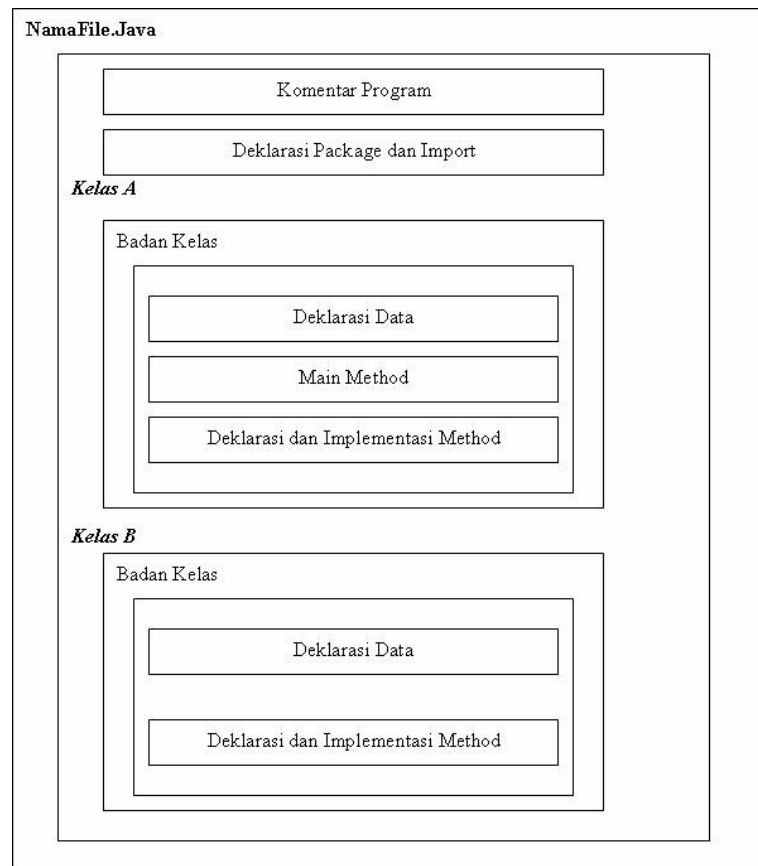 NamaFile.Java
Komentar Program
Deklarasi Package dan Import
Kelas A
Badan Kelas
Deklarasi Data
Main Method
Deklarasi dan Implementasi Method
Kelas B
Badan Kelas
Deklarasi Data
Deklarasi dan Implementasi Method